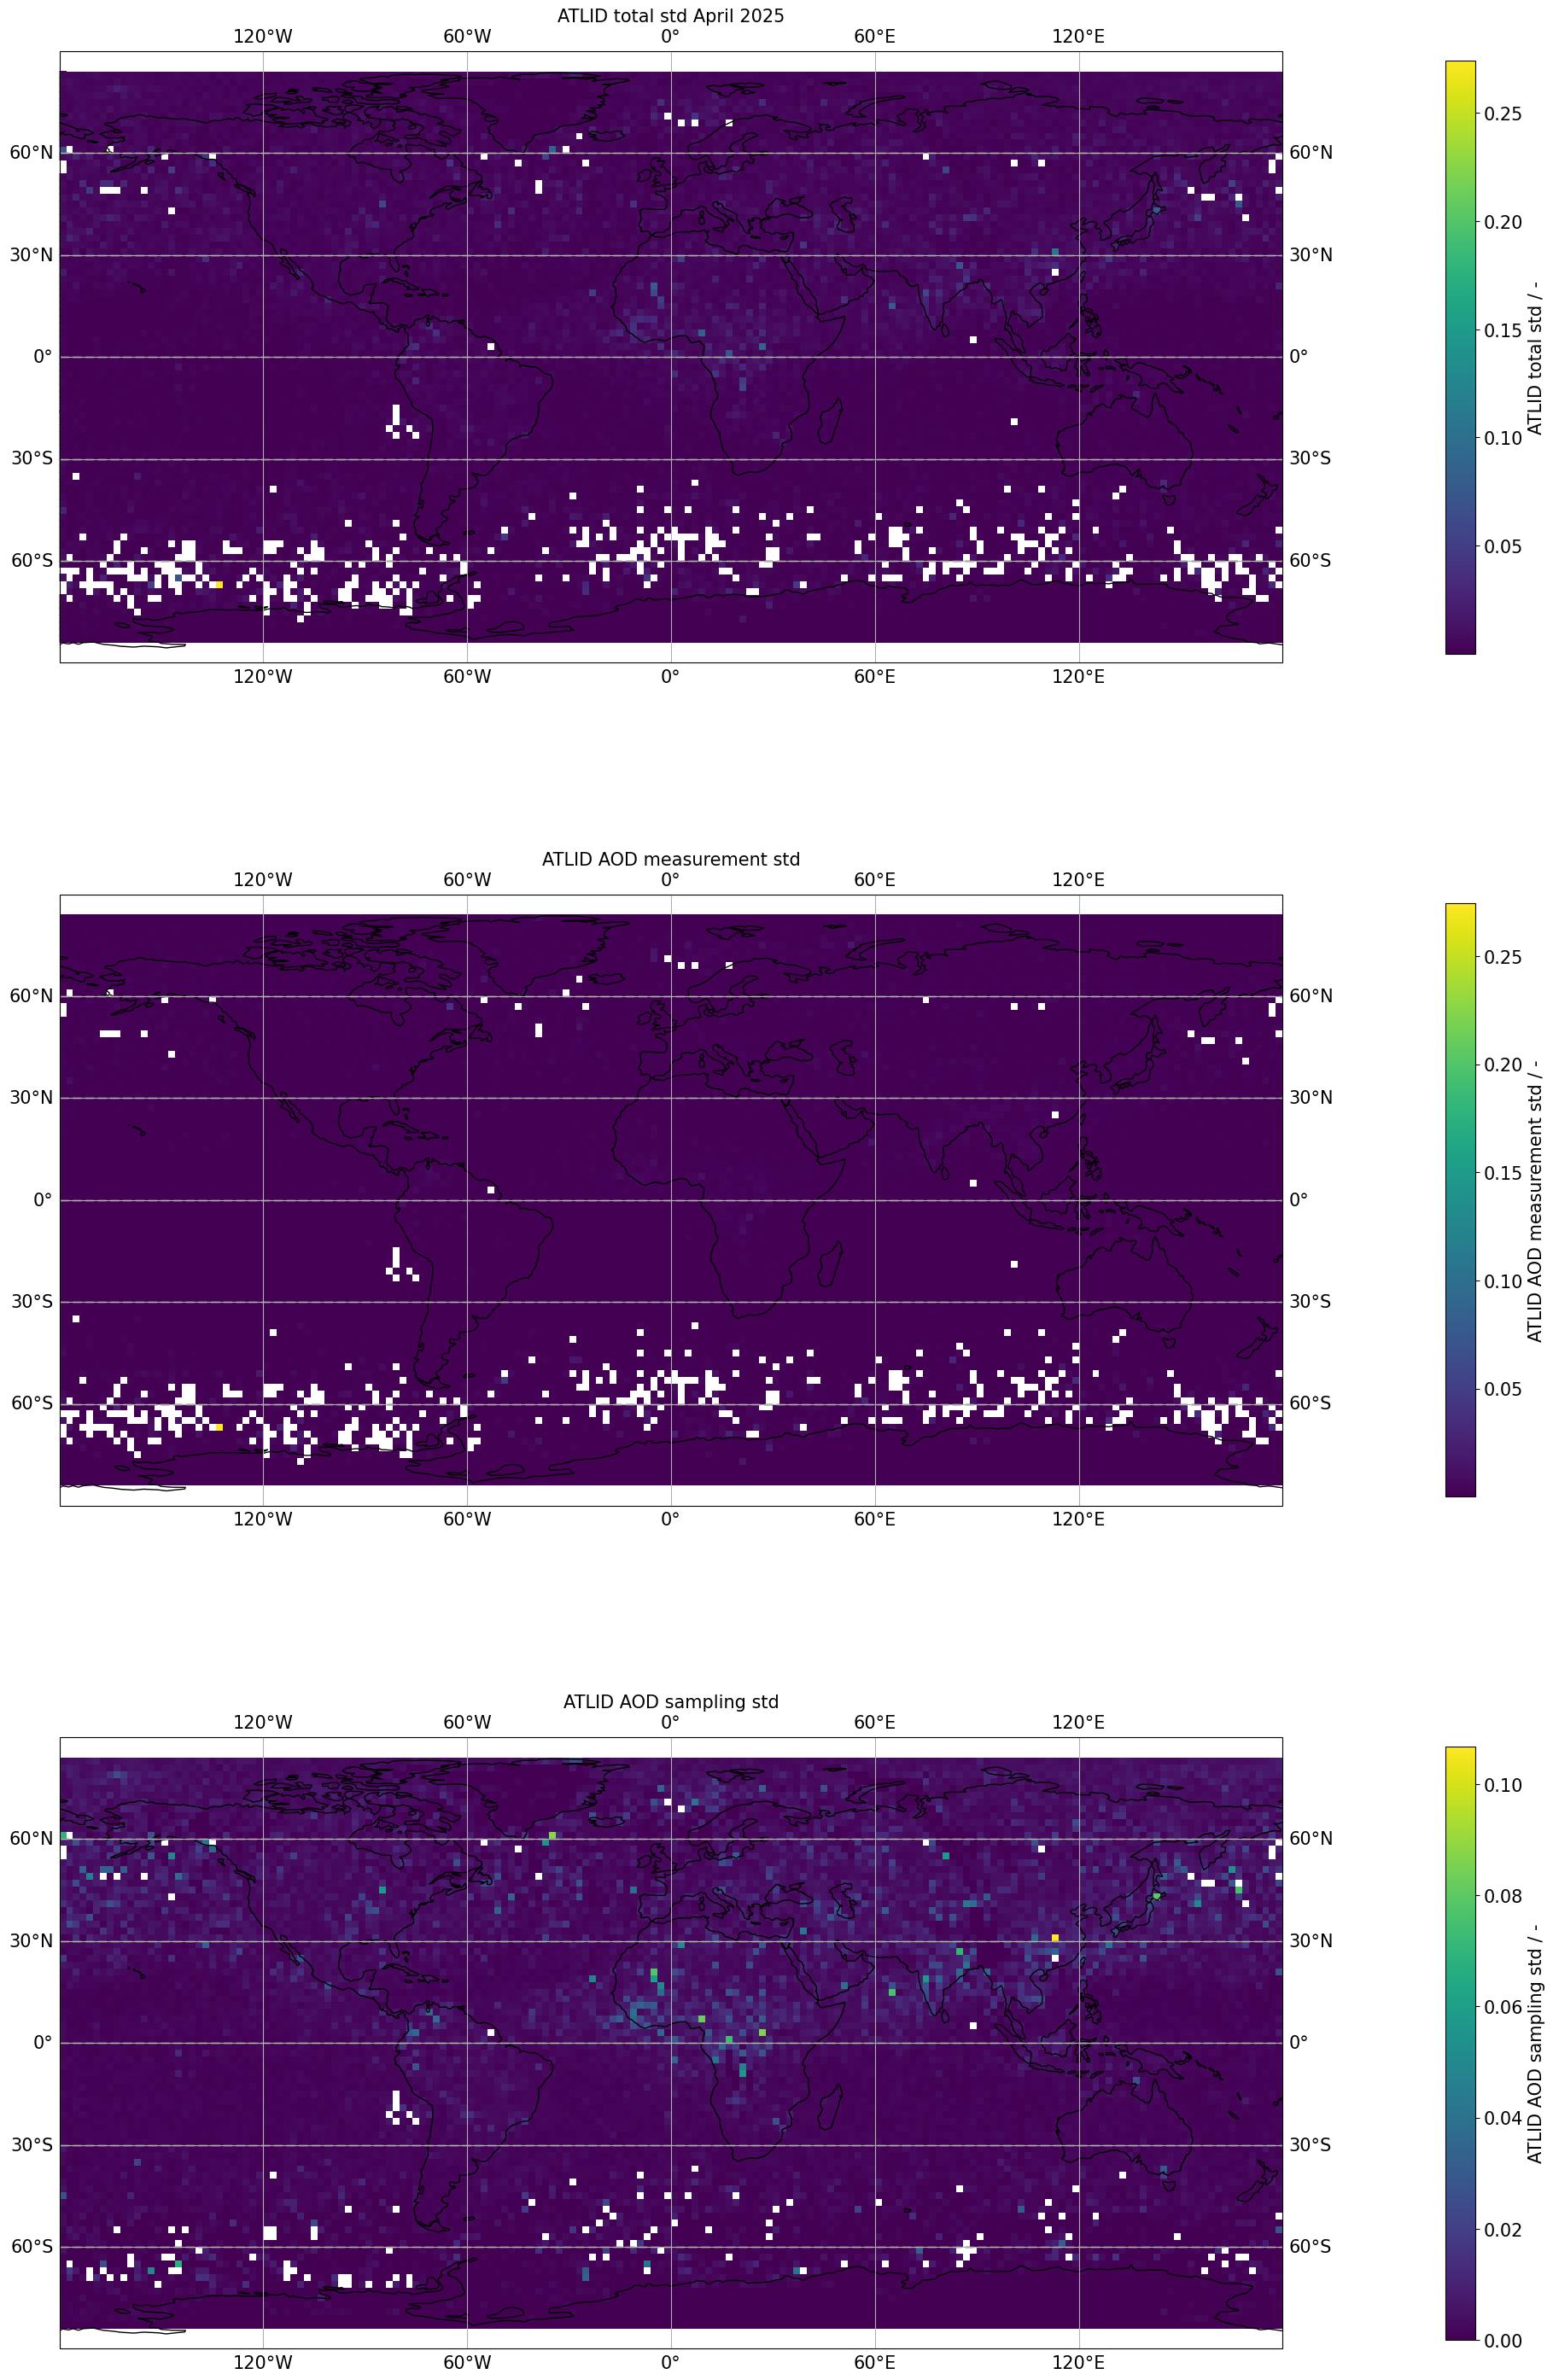 ATLID total std April 2025
120°W 60°W 0° 60°E 120°E
60°N 60°N
30°N 30°N
0° 0°
30°S 30°S
60°S 60°S
120°W 60°W 0° 60°E 120°E
0.25
0.20
0.15
0.10
0.05
ATLID total std / -
ATLID AOD measurement std
120°W 60°W 0° 60°E 120°E
60°N 60°N
30°N 30°N
0° 0°
30°S 30°S
60°S 60°S
120°W 60°W 0° 60°E 120°E
0.25
0.20
0.15
0.10
0.05
ATLID AOD measurement std / -
ATLID AOD sampling std
120°W 60°W 0° 60°E 120°E
60°N 60°N
30°N 30°N
0° 0°
30°S 30°S
60°S 60°S
120°W 60°W 0° 60°E 120°E
0.10
0.08
0.06
0.04
0.02
0.00
ATLID AOD sampling std / -